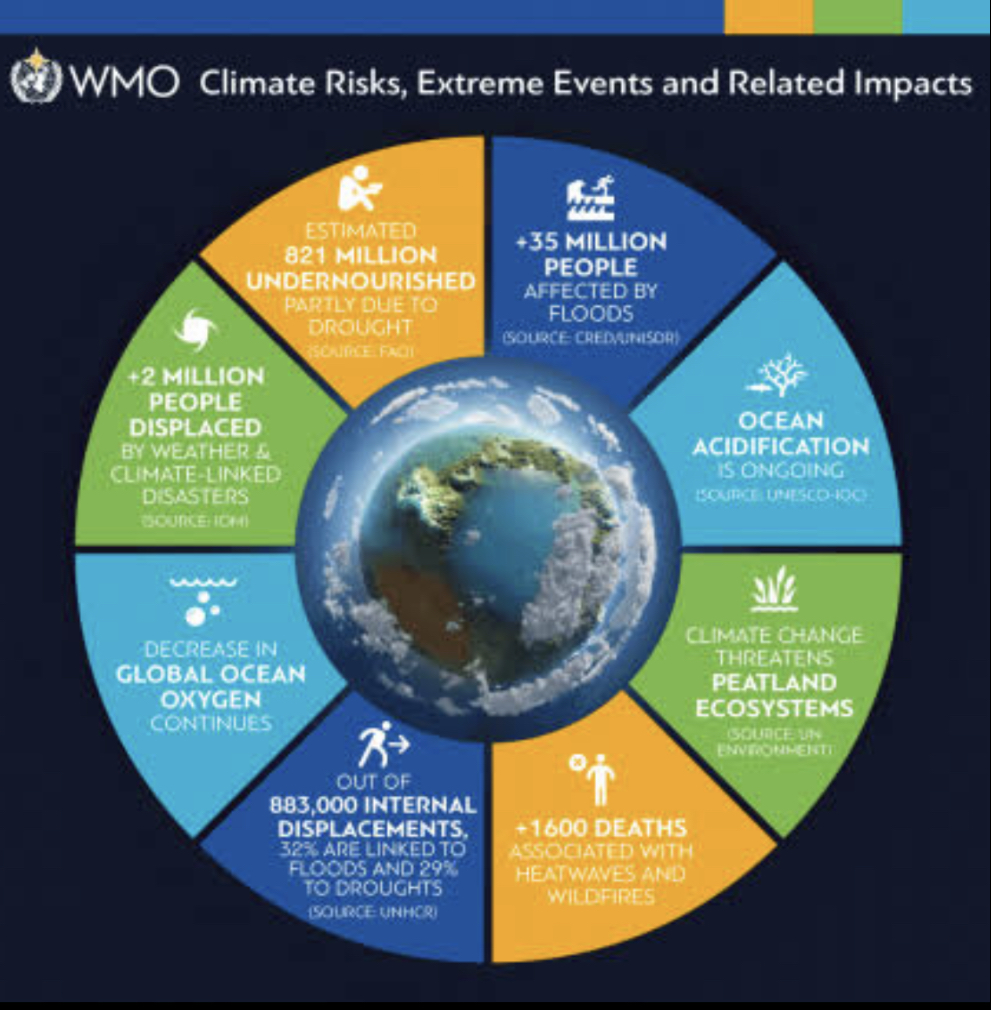 WMO Climate Risks, Extreme Events and Related Impacts
ESTIMATED
821 MILLION
UNDERNOURISHED
PARTLY DUE TO
DROUGHT
(SOURCE: FAO)
+35 MILLION
PEOPLE
AFFECTED BY
FLOODS
(SOURCE: CRED/UNISDR)
OCEAN
ACIDIFICATION
IS ONGOING
(SOURCE: UNESCO-IOC)
CLIMATE CHANGE
THREATENS
PEATLAND
ECOSYSTEMS
(SOURCE: UN
ENVIRONMENT)
+1600 DEATHS
ASSOCIATED WITH
HEATWAVES AND
WILDFIRES
OUT OF
883,000 INTERNAL
DISPLACEMENTS,
32% ARE LINKED TO
FLOODS AND 29%
TO DROUGHTS
(SOURCE: UNHCR)
DECREASE IN
GLOBAL OCEAN
OXYGEN
CONTINUES
+2 MILLION
PEOPLE
DISPLACED
BY WEATHER &
CLIMATE-LINKED
DISASTERS
(SOURCE: IOM)